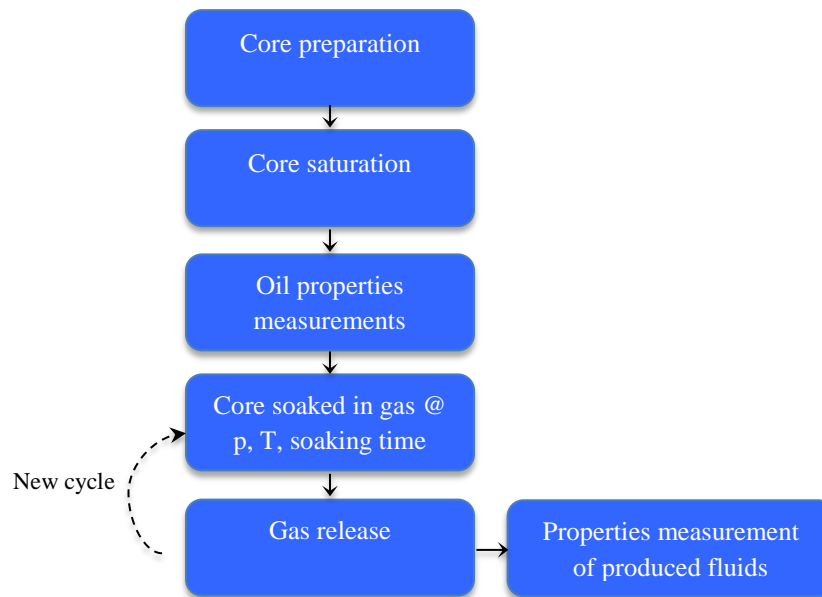 Core preparation
Core saturation
Oil properties
measurements
Core soaked in gas @
p, T, soaking time
New cycle
Gas release
Properties measurement
of produced fluids